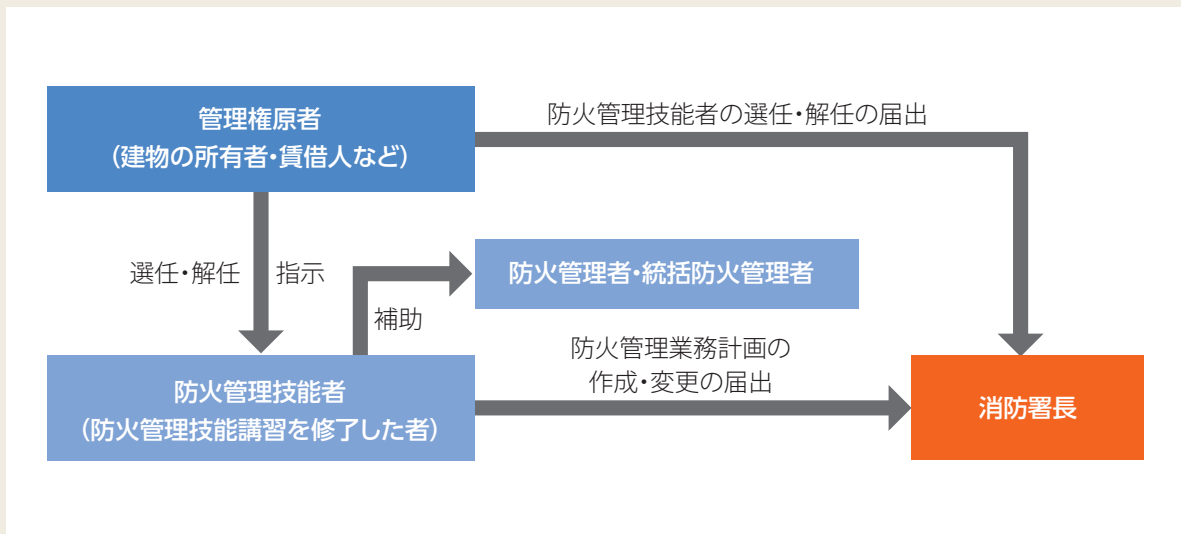 管理権原者
（建物の所有者・賃借人など）
防火管理技能者の選任・解任の届出
選任・解任
指示
防火管理者・統括防火管理者
補助
防火管理業務計画の
作成・変更の届出
防火管理技能者
（防火管理技能講習を修了した者）
消防署長